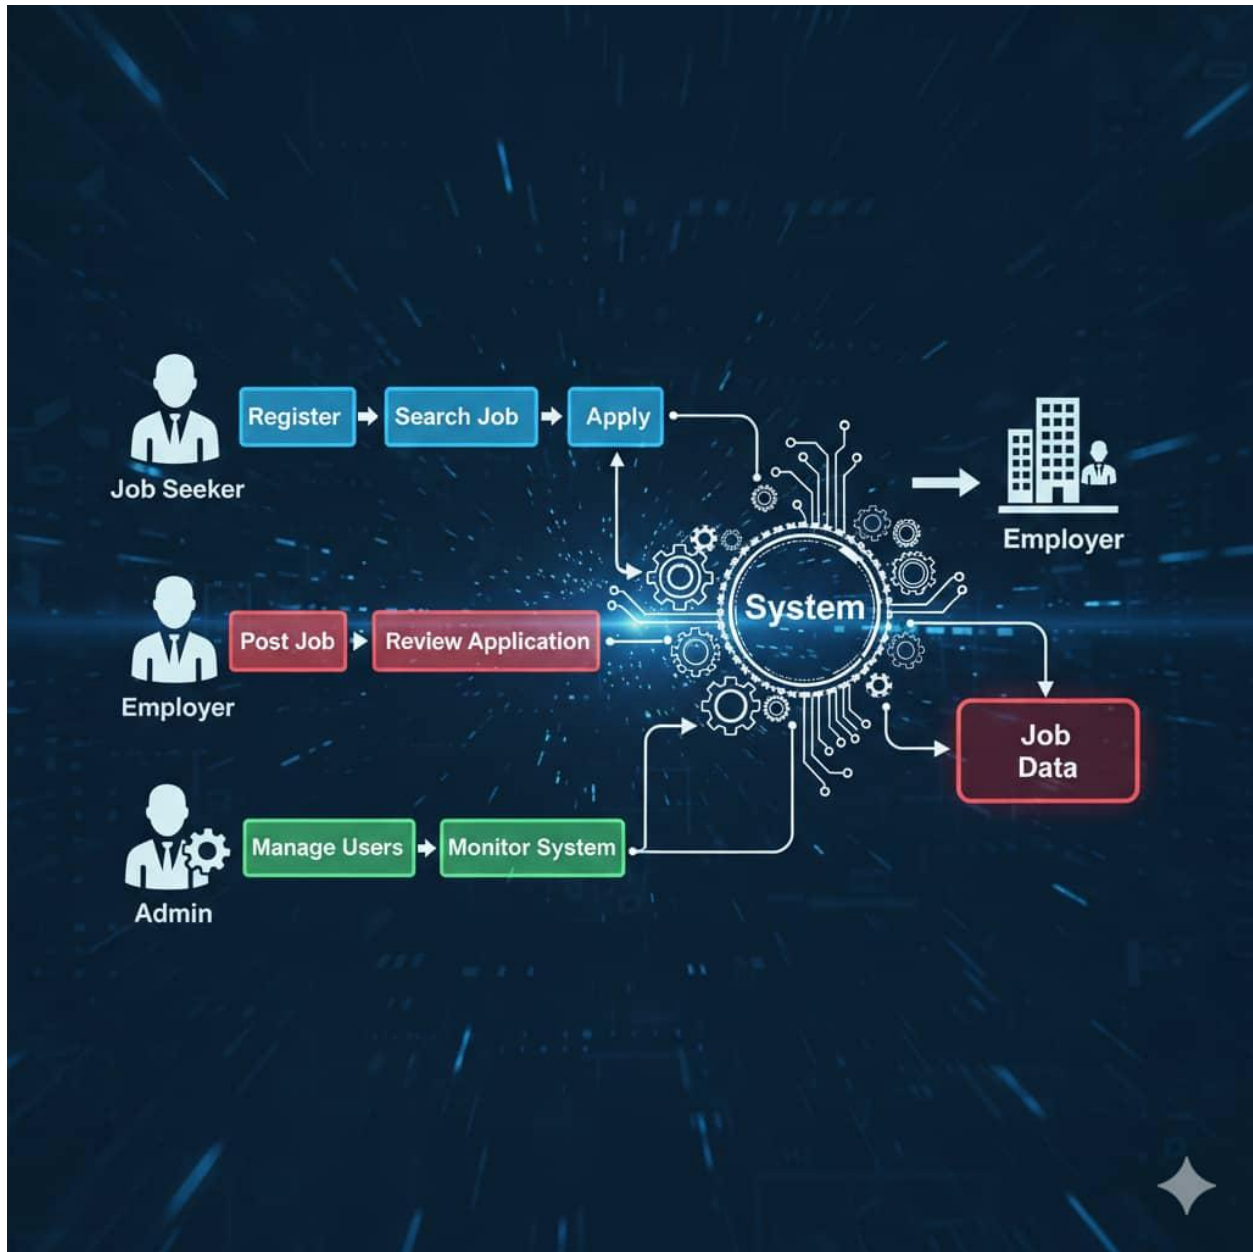 Register
Search Job
Apply
Job Seeker
Employer
System
Post Job
Review Application
Employer
Job
Data
Manage Users
Monitor System
Admin